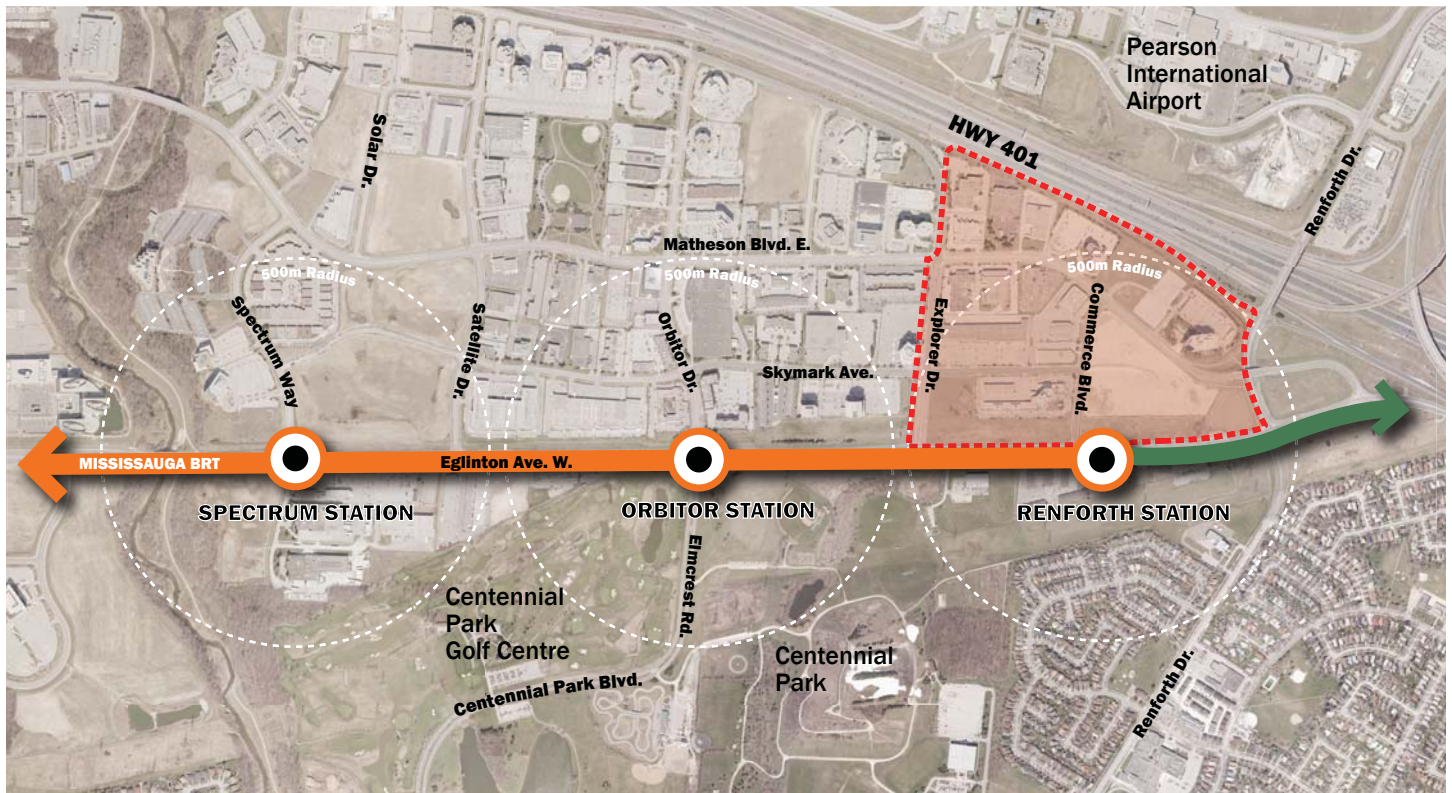 Pearson
International
Airport
HWY 401
Solar Dr.
Renforth Dr.
Matheson Blvd. E.
500m Radius
500m Radius
500m Radius
Spectrum Way
Satellite Dr.
Orbitor Dr.
Explorer Dr.
Commerce Blvd.
Skymark Ave.
MISSISSAUGA BRT
Eglinton Ave. W.
SPECTRUM STATION
ORBITOR STATION
RENFORTH STATION
Elmcrest Rd.
Centennial
Park
Golf Centre
Centennial
Park
Centennial Park Blvd.
Renforth Dr.